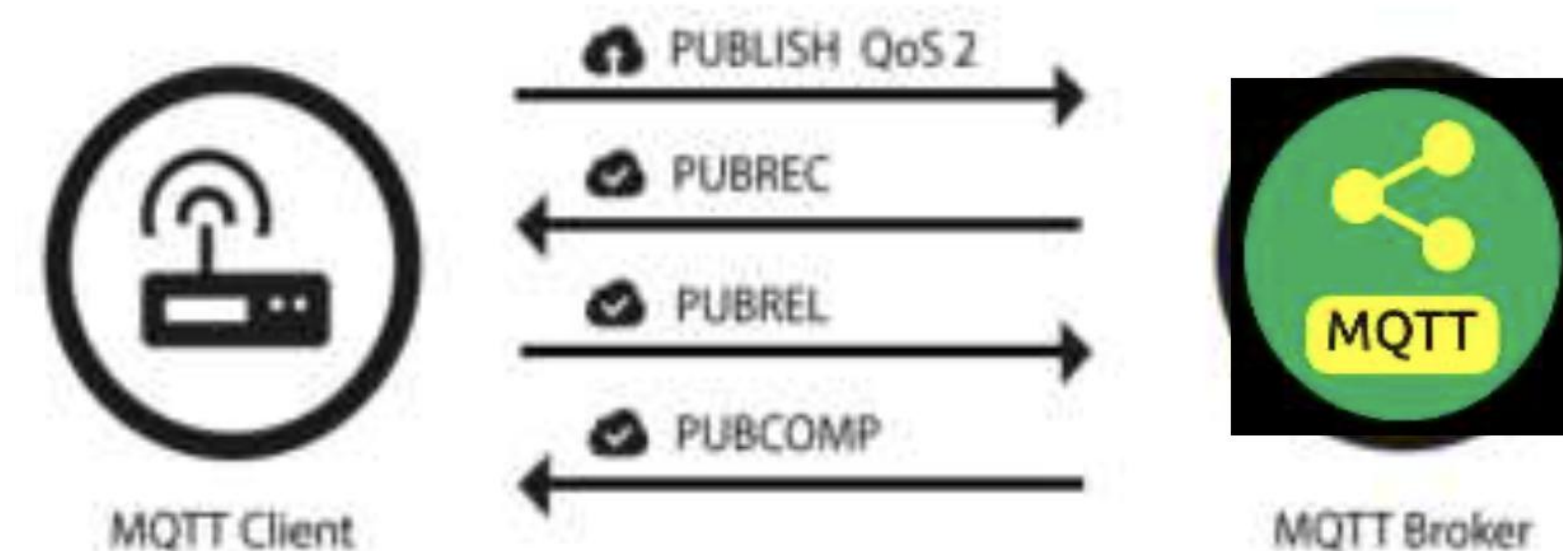 PUBLISH QoS 2
PUBREC
PUBREL
PUBCOMP
MQTT
MQTT Client
MQTT Broker